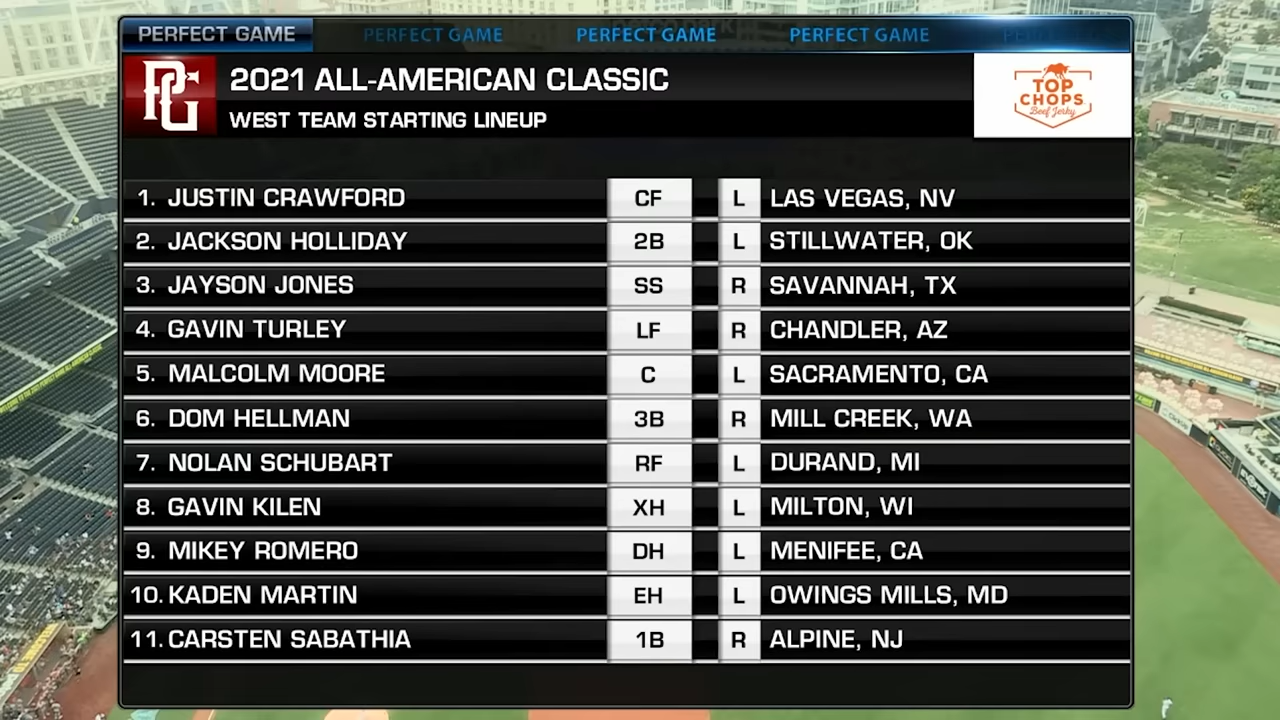 PERFECT GAME PERFECT GAME PERFECT GAME PERFECT GAME
PG 2021 ALL-AMERICAN CLASSIC
WEST TEAM STARTING LINEUP
TOP
CHOPS
Beef Jerky
1. JUSTIN CRAWFORD CF L LAS VEGAS, NV
2. JACKSON HOLLIDAY 2B L STILLWATER, OK
3. JAYSON JONES SS R SAVANNAH, TX
4. GAVIN TURLEY LF R CHANDLER, AZ
5. MALCOLM MOORE C L SACRAMENTO, CA
6. DOM HELLMAN 3B R MILL CREEK, WA
7. NOLAN SCHUBART RF L DURAND, MI
8. GAVIN KILEN XH L MILTON, WI
9. MIKEY ROMERO DH L MENIFEE, CA
10. KADEN MARTIN EH L OWINGS MILLS, MD
11. CARSTEN SABATHIA 1B R ALPINE, NJ